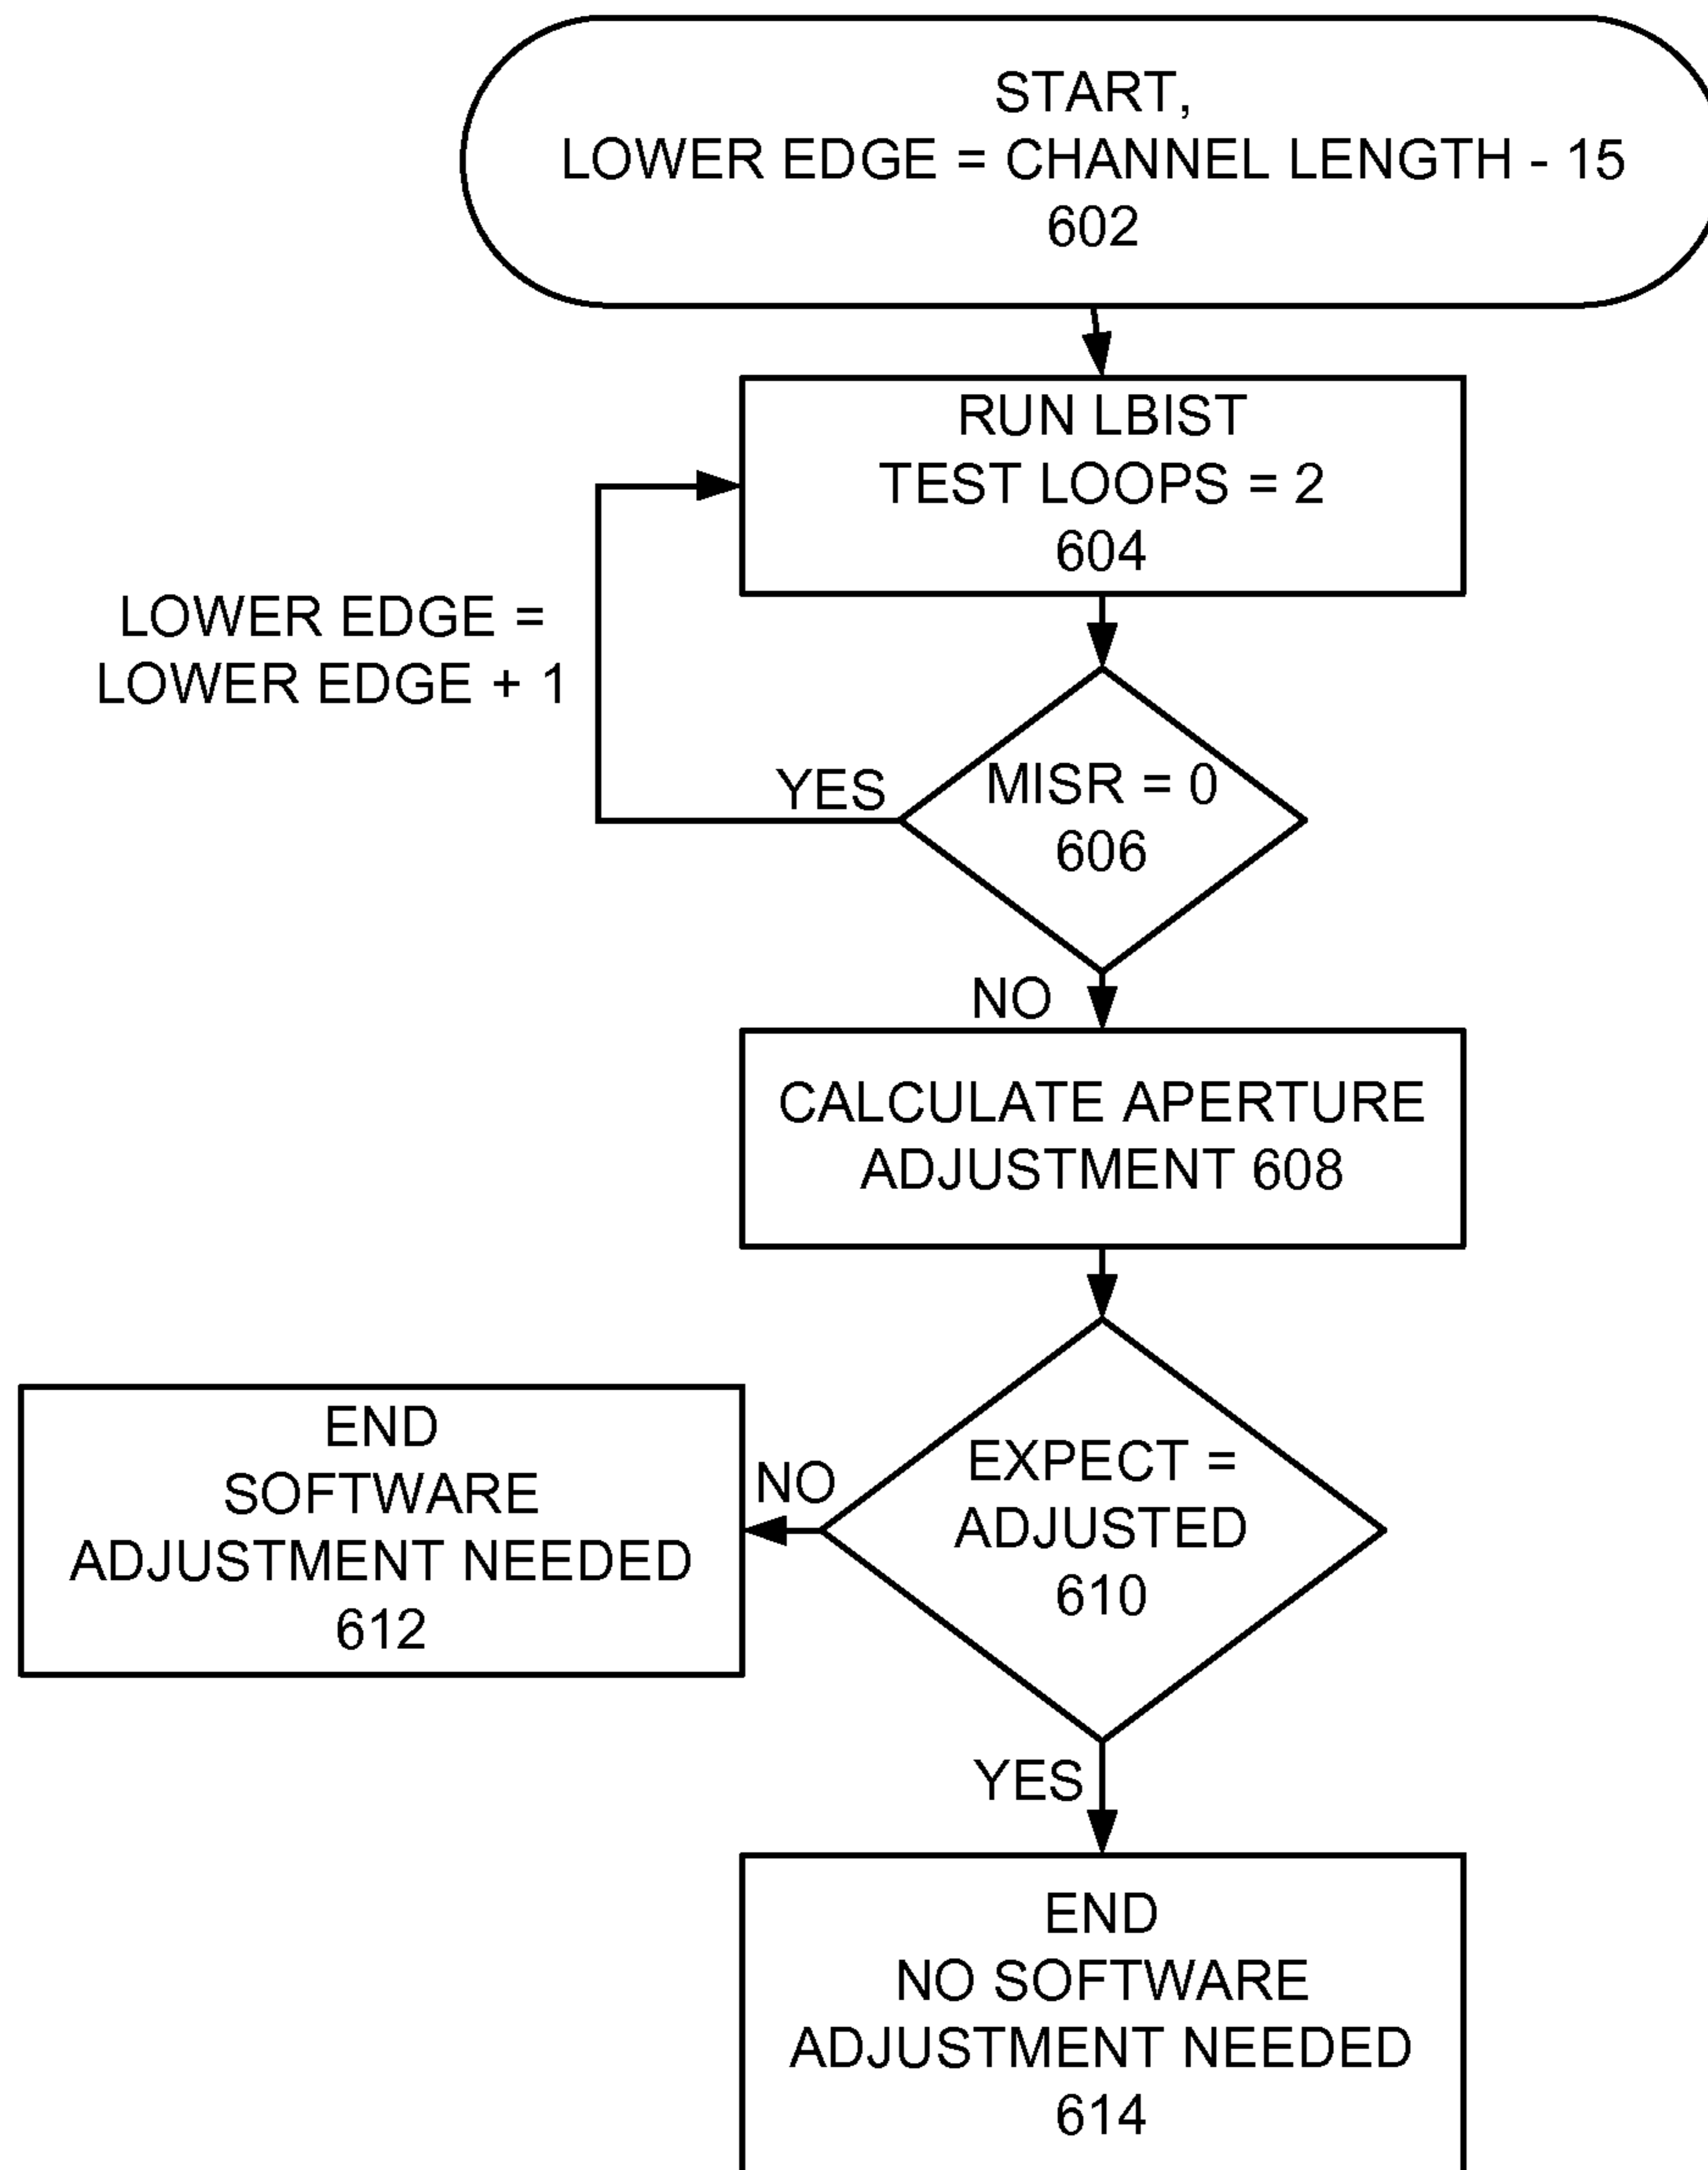 START,
LOWER EDGE = CHANNEL LENGTH - 15
602
RUN LBIST
TEST LOOPS = 2
604
LOWER EDGE =
LOWER EDGE + 1
YES
MISR = 0
606
NO
CALCULATE APERTURE
ADJUSTMENT 608
END
SOFTWARE
ADJUSTMENT NEEDED
612
NO
EXPECT =
ADJUSTED
610
YES
END
NO SOFTWARE
ADJUSTMENT NEEDED
614